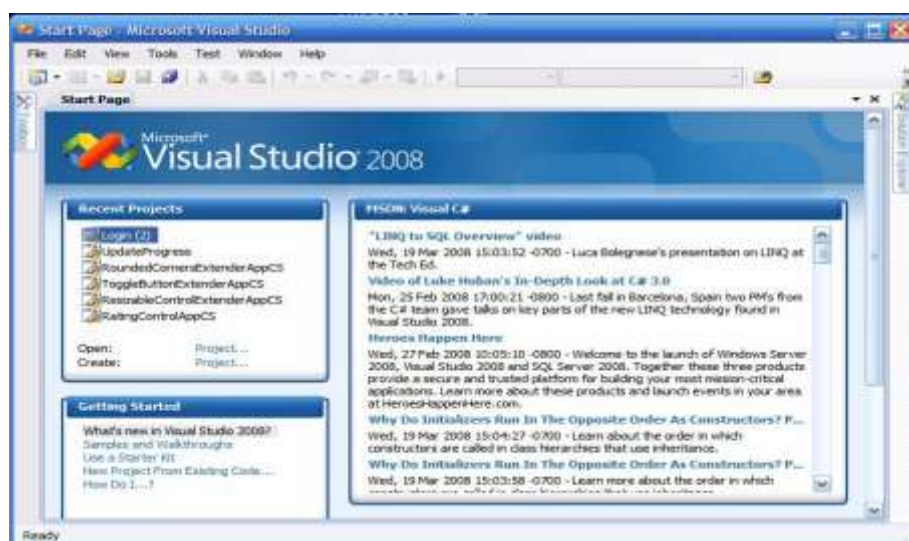 Start Page - Microsoft Visual Studio
File Edit View Tools Test Window Help
Start Page
Toolbox
Solution Explorer
Microsoft
Visual Studio 2008
Recent Projects
Login (2)
UpdateProgress
RoundedCornersExtenderAppCS
ToggleButtonExtenderAppCS
ResizableControlExtenderAppCS
RatingControlAppCS
Open: Project...
Create: Project...
Getting Started
What's new in Visual Studio 2008?
Samples and Walkthroughs
Use a Starter Kit
New Project From Existing Code...
How Do I...?
MSDN: Visual C#
"LINQ to SQL Overview" video
Wed, 19 Mar 2008 15:03:52 -0700 - Luca Bolegnese's presentation on LINQ at
the Tech Ed.
Video of Luke Hoban's In-Depth Look at C# 3.0
Mon, 25 Feb 2008 17:00:21 -0800 - Last fall in Barcelona, Spain two PM's from
the C# team gave talks on key parts of the new LINQ technology found in
Visual Studio 2008.
Heroes Happen Here
Wed, 27 Feb 2008 10:05:10 -0800 - Welcome to the launch of Windows Server
2008, Visual Studio 2008 and SQL Server 2008. Together these three products
provide a secure and trusted platform for building your most mission-critical
applications. Learn more about these products and launch events in your area
at HeroesHappenHere.com.
Why Do Initializers Run In The Opposite Order As Constructors? P...
Wed, 19 Mar 2008 15:04:27 -0700 - Learn about the order in which
constructors are called in class hierarchies that use inheritance.
Why Do Initializers Run In The Opposite Order As Constructors? P...
Wed, 19 Mar 2008 15:03:58 -0700 - Learn about the order in which
Ready